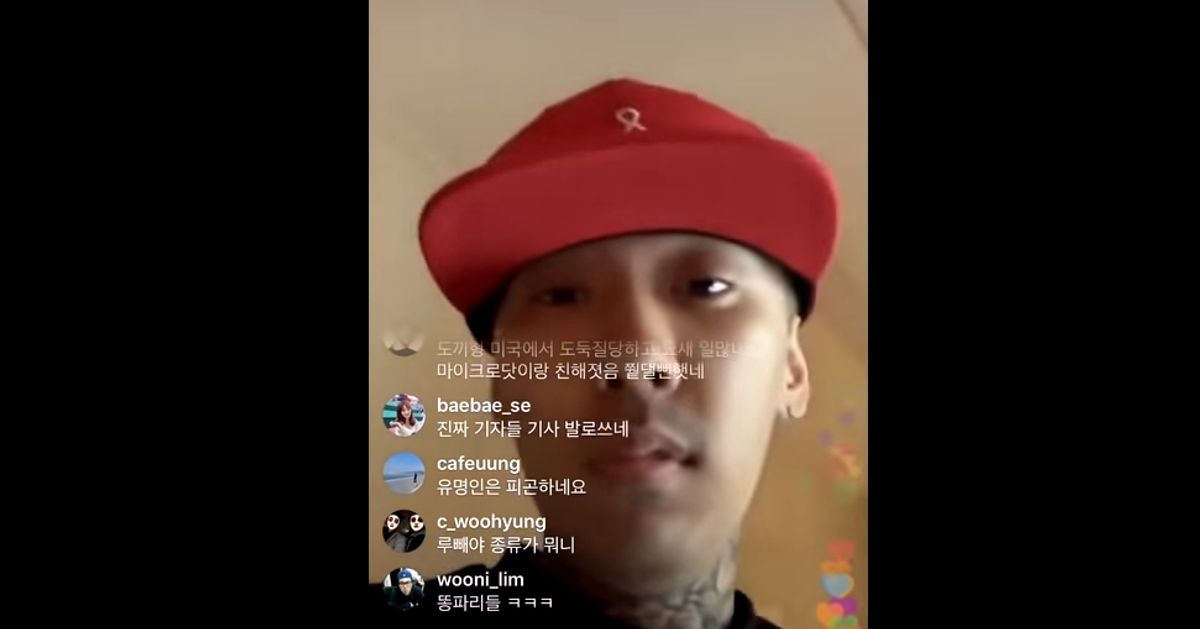 도끼형 미국에서 도둑질당하고 요새 일많네
마이크로닷이랑 친해졋음 쮙댈뻔햇네
baebae_se
진짜 기자들 기사 발로쓰네
cafeuung
유명인은 피곤하네요
c_woohyung
루빼야 종류가 뭐니
wooni_lim
똥파리들 ㅋㅋㅋ